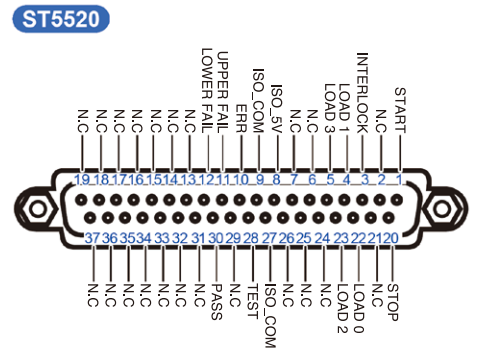 ST5520
N.C
N.C
N.C
N.C
N.C
N.C
N.C
LOWER FAIL
UPPER FAIL
ERR
ISO_COM
ISO_5V
N.C
N.C
LOAD 3
LOAD 1
INTERLOCK
N.C
START
19 18 17 16 15 14 13 12 11 10 9 8 7 6 5 4 3 2 1
37 36 35 34 33 32 31 30 29 28 27 26 25 24 23 22 21 20
N.C
N.C
N.C
N.C
N.C
N.C
N.C
PASS
N.C
TEST
ISO_COM
N.C
N.C
N.C
LOAD 2
LOAD 0
N.C
STOP